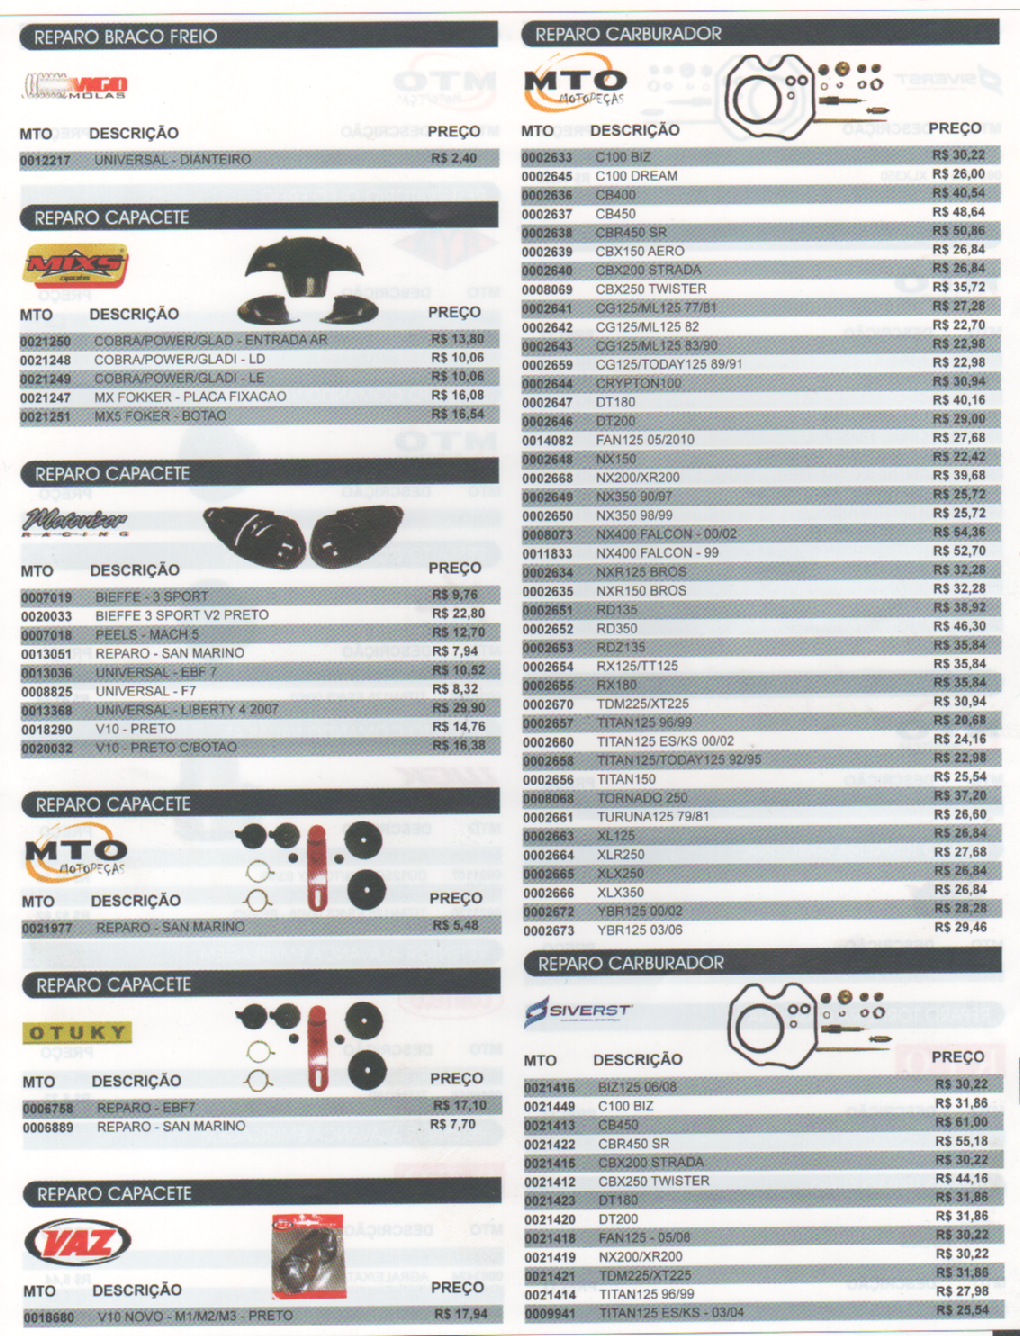 REPARO BRACO FREIO
VIGO
MOLAS
MTO DESCRIÇÃO PREÇO
0012217 UNIVERSAL - DIANTEIRO R$ 2,40
REPARO CAPACETE
MIXS
capacetes
MTO DESCRIÇÃO PREÇO
0021250 COBRA/POWER/GLAD - ENTRADA AR R$ 13,80
0021248 COBRA/POWER/GLADI - LD R$ 10,06
0021249 COBRA/POWER/GLADI - LE R$ 10,06
0021247 MX FOKKER - PLACA FIXACAO R$ 16,08
0021251 MX5 FOKER - BOTAO R$ 16,54
REPARO CAPACETE
Motovizor
RACING
MTO DESCRIÇÃO PREÇO
0007019 BIEFFE - 3 SPORT R$ 9,76
0020033 BIEFFE 3 SPORT V2 PRETO R$ 22,80
0007018 PEELS - MACH 5 R$ 12,70
0013051 REPARO - SAN MARINO R$ 7,94
0013036 UNIVERSAL - EBF 7 R$ 10,52
0008825 UNIVERSAL - F7 R$ 8,32
0013368 UNIVERSAL - LIBERTY 4 2007 R$ 29,90
0018290 V10 - PRETO R$ 14,76
0020032 V10 - PRETO C/BOTAO R$ 16,38
REPARO CAPACETE
MTO
MOTOPEÇAS
MTO DESCRIÇÃO PREÇO
0021977 REPARO - SAN MARINO R$ 5,48
REPARO CAPACETE
OTUKY
MTO DESCRIÇÃO PREÇO
0006758 REPARO - EBF7 R$ 17,10
0006889 REPARO - SAN MARINO R$ 7,70
REPARO CAPACETE
VAZ
MTO DESCRIÇÃO PREÇO
0018680 V10 NOVO - M1/M2/M3 - PRETO R$ 17,94
REPARO CARBURADOR
MTO
MOTOPEÇAS
MTO DESCRIÇÃO PREÇO
0002633 C100 BIZ R$ 30,22
0002645 C100 DREAM R$ 26,00
0002636 CB400 R$ 40,54
0002637 CB450 R$ 48,64
0002638 CBR450 SR R$ 50,86
0002639 CBX150 AERO R$ 26,84
0002640 CBX200 STRADA R$ 26,84
0008069 CBX250 TWISTER R$ 35,72
0002641 CG125/ML125 77/81 R$ 27,28
0002642 CG125/ML125 82 R$ 22,70
0002643 CG125/ML125 83/90 R$ 22,98
0002659 CG125/TODAY125 89/91 R$ 22,98
0002644 CRYPTON100 R$ 30,94
0002647 DT180 R$ 40,16
0002646 DT200 R$ 29,00
0014082 FAN125 05/2010 R$ 27,68
0002648 NX150 R$ 22,42
0002668 NX200/XR200 R$ 39,68
0002649 NX350 90/97 R$ 25,72
0002650 NX350 98/99 R$ 25,72
0008073 NX400 FALCON - 00/02 R$ 54,36
0011833 NX400 FALCON - 99 R$ 52,70
0002634 NXR125 BROS R$ 32,28
0002635 NXR150 BROS R$ 32,28
0002651 RD135 R$ 38,92
0002652 RD350 R$ 46,30
0002653 RDZ135 R$ 35,84
0002654 RX125/TT125 R$ 35,84
0002655 RX180 R$ 35,84
0002670 TDM225/XT225 R$ 30,94
0002657 TITAN125 96/99 R$ 20,68
0002660 TITAN125 ES/KS 00/02 R$ 24,16
0002658 TITAN125/TODAY125 92/95 R$ 22,98
0002656 TITAN150 R$ 25,54
0008068 TORNADO 250 R$ 37,20
0002661 TURUNA125 79/81 R$ 26,60
0002663 XL125 R$ 26,84
0002664 XLR250 R$ 27,68
0002665 XLX250 R$ 26,84
0002666 XLX350 R$ 26,84
0002672 YBR125 00/02 R$ 28,28
0002673 YBR125 03/06 R$ 29,46
REPARO CARBURADOR
SIVERST
MTO DESCRIÇÃO PREÇO
0021416 BIZ125 06/08 R$ 30,22
0021449 C100 BIZ R$ 31,86
0021413 CB450 R$ 61,00
0021422 CBR450 SR R$ 55,18
0021415 CBX200 STRADA R$ 30,22
0021412 CBX250 TWISTER R$ 44,16
0021423 DT180 R$ 31,86
0021420 DT200 R$ 31,86
0021418 FAN125 - 05/08 R$ 30,22
0021419 NX200/XR200 R$ 30,22
0021421 TDM225/XT225 R$ 31,86
0021414 TITAN125 96/99 R$ 27,98
0009941 TITAN125 ES/KS - 03/04 R$ 25,54